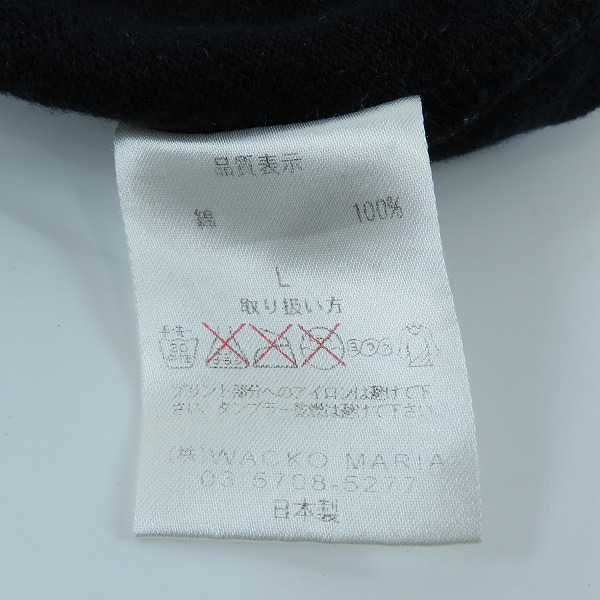 品質表示
綿 100%
L
取り扱い方
プリント部分へのアイロンは避けて下
さい、タンブラー乾燥は避けて下さい。
(株) WACKO MARIA
03-5708-5277
日本製